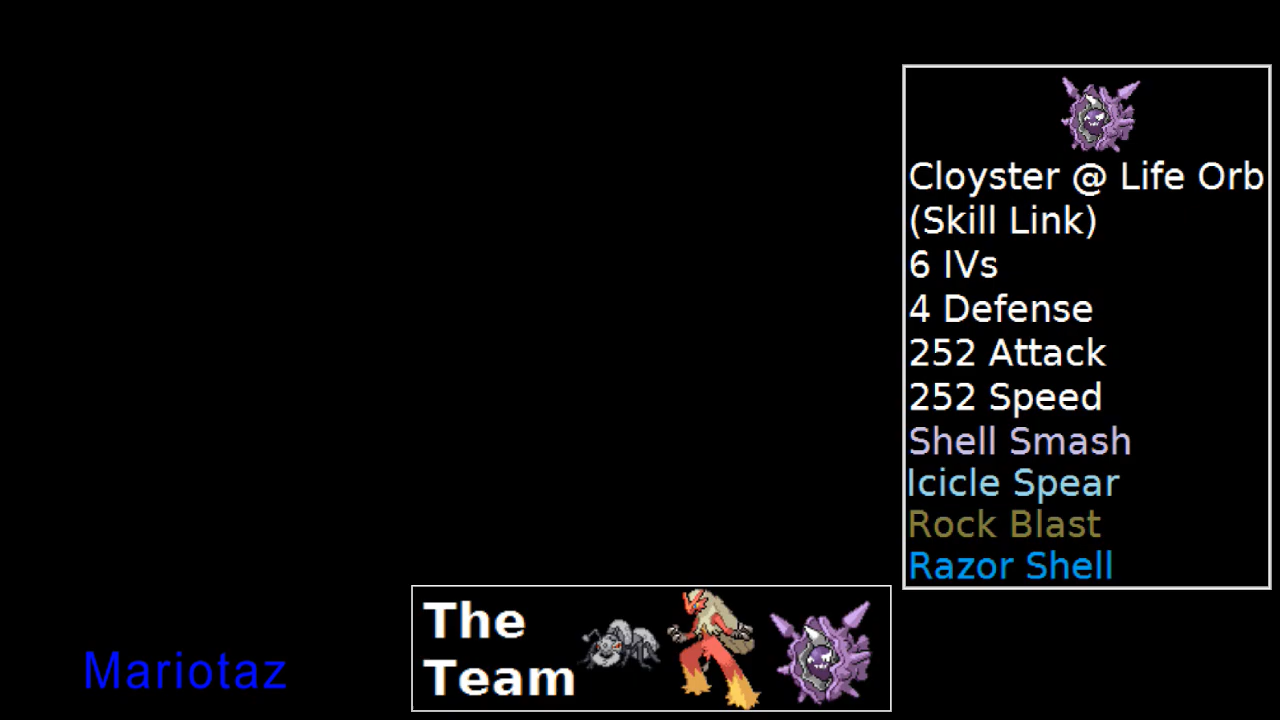 Cloyster @ Life Orb
(Skill Link)
6 IVs
4 Defense
252 Attack
252 Speed
Shell Smash
Icicle Spear
Rock Blast
Razor Shell
The
Team
Mariotaz